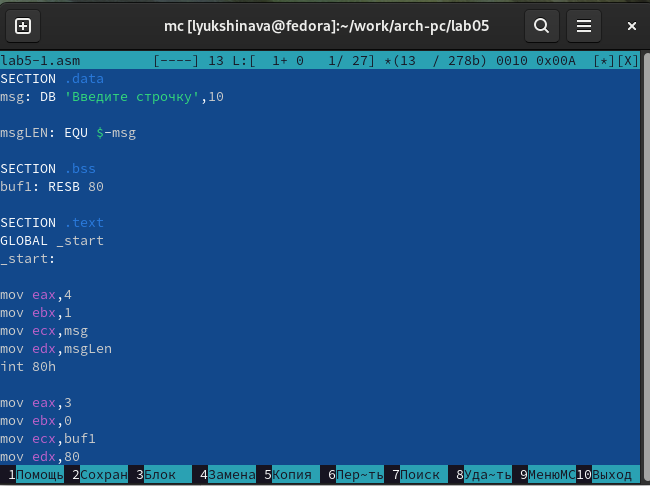 mc [lyukshinava@fedora]:~/work/arch-pc/lab05
lab5-1.asm [----] 13 L:[ 1+ 0 1/ 27] *(13 / 278b) 0010 0x00A [*][X]
SECTION .data
msg: DB 'Введите строчку',10
msgLEN: EQU $-msg
SECTION .bss
buf1: RESB 80
SECTION .text
GLOBAL _start
_start:
mov eax,4
mov ebx,1
mov ecx,msg
mov edx,msgLen
int 80h
mov eax,3
mov ebx,0
mov ecx,buf1
mov edx,80
1Помощь 2Сохран 3Блок 4Замена 5Копия 6Пер~ть 7Поиск 8Уда~ть 9МенюMC 10Выход